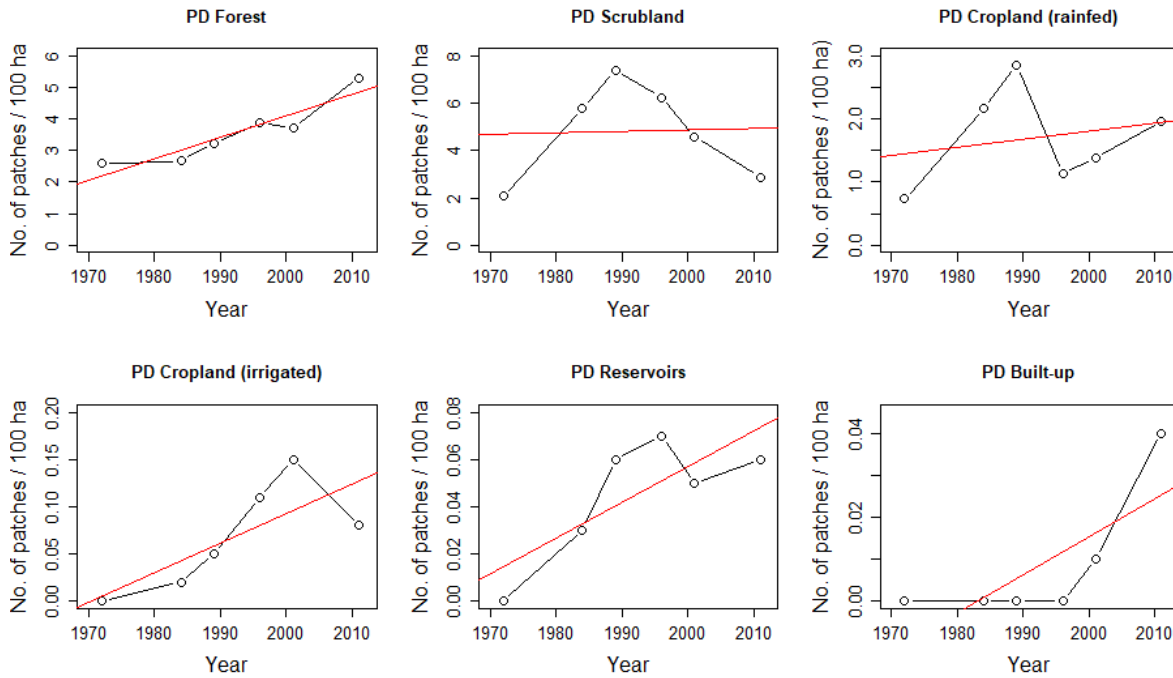 PD Forest
No. of patches / 100 ha
6
5
4
3
2
1
0
1970 1980 1990 2000 2010
Year
PD Scrubland
No. of patches / 100 ha
8
6
4
2
0
1970 1980 1990 2000 2010
Year
PD Cropland (rainfed)
No. of patches / 100 ha)
3.0
2.0
1.0
0.0
1970 1980 1990 2000 2010
Year
PD Cropland (irrigated)
No. of patches / 100 ha
0.20
0.15
0.10
0.05
0.00
1970 1980 1990 2000 2010
Year
PD Reservoirs
No. of patches / 100 ha
0.08
0.06
0.04
0.02
0.00
1970 1980 1990 2000 2010
Year
PD Built-up
No. of patches / 100 ha
0.04
0.02
0.00
1970 1980 1990 2000 2010
Year